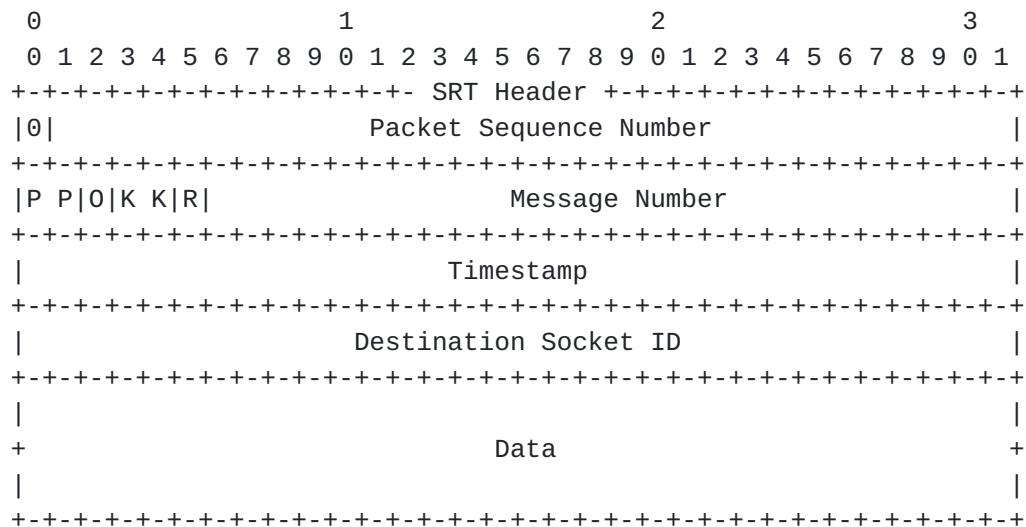 0                   1                   2                   3
 0 1 2 3 4 5 6 7 8 9 0 1 2 3 4 5 6 7 8 9 0 1 2 3 4 5 6 7 8 9 0 1
+-+-+-+-+-+-+-+-+-+-+-+-+- SRT Header +-+-+-+-+-+-+-+-+-+-+-+-+-+
|0|                    Packet Sequence Number                   |
+-+-+-+-+-+-+-+-+-+-+-+-+-+-+-+-+-+-+-+-+-+-+-+-+-+-+-+-+-+-+-+-+
|P P|O|K K|R|                   Message Number                  |
+-+-+-+-+-+-+-+-+-+-+-+-+-+-+-+-+-+-+-+-+-+-+-+-+-+-+-+-+-+-+-+-+
|                           Timestamp                           |
+-+-+-+-+-+-+-+-+-+-+-+-+-+-+-+-+-+-+-+-+-+-+-+-+-+-+-+-+-+-+-+-+
|                     Destination Socket ID                     |
+-+-+-+-+-+-+-+-+-+-+-+-+-+-+-+-+-+-+-+-+-+-+-+-+-+-+-+-+-+-+-+-+
|                                                               |
+                              Data                             +
|                                                               |
+-+-+-+-+-+-+-+-+-+-+-+-+-+-+-+-+-+-+-+-+-+-+-+-+-+-+-+-+-+-+-+-+